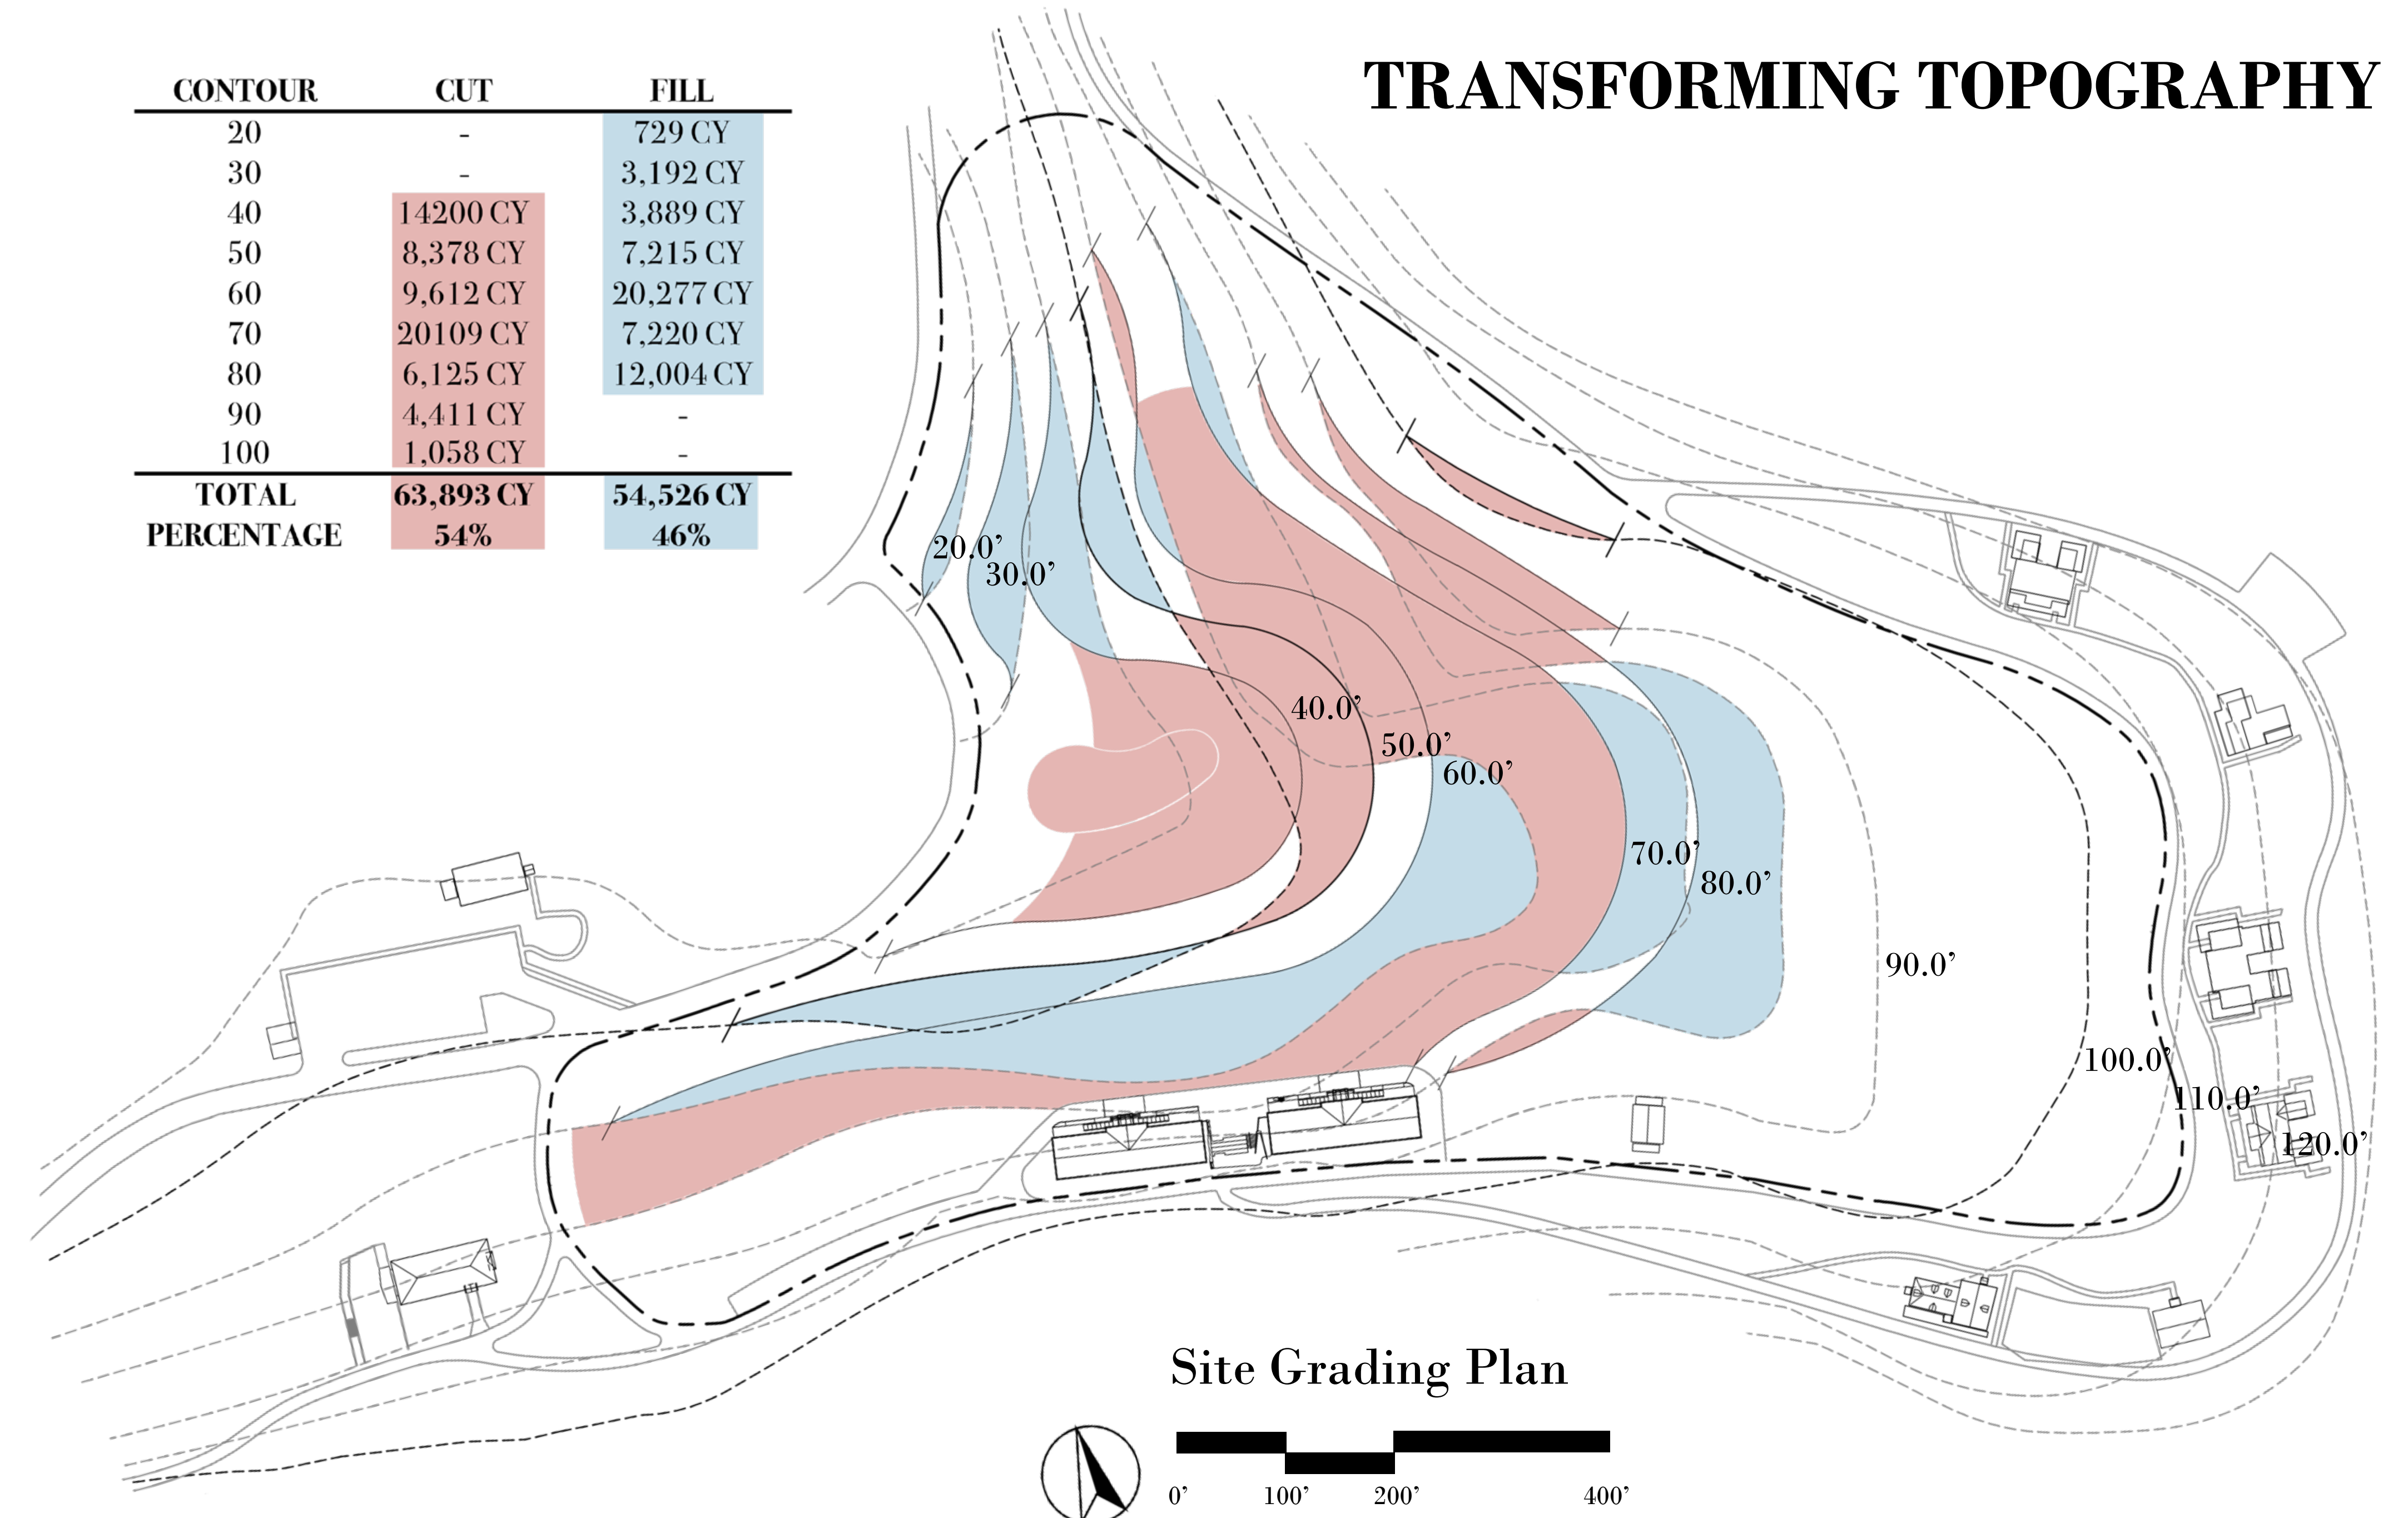 TRANSFORMING TOPOGRAPHY
CONTOUR CUT FILL
20 - 729 CY
30 - 3,192 CY
40 14200 CY 3,889 CY
50 8,378 CY 7,215 CY
60 9,612 CY 20,277 CY
70 20109 CY 7,220 CY
80 6,125 CY 12,004 CY
90 4,411 CY -
100 1,058 CY -
TOTAL 63,893 CY 54,526 CY
PERCENTAGE 54% 46%
20.0’
30.0’
40.0’
50.0’
60.0’
70.0’
80.0’
90.0’
100.0’
110.0’
120.0’
Site Grading Plan
0’ 100’ 200’ 400’